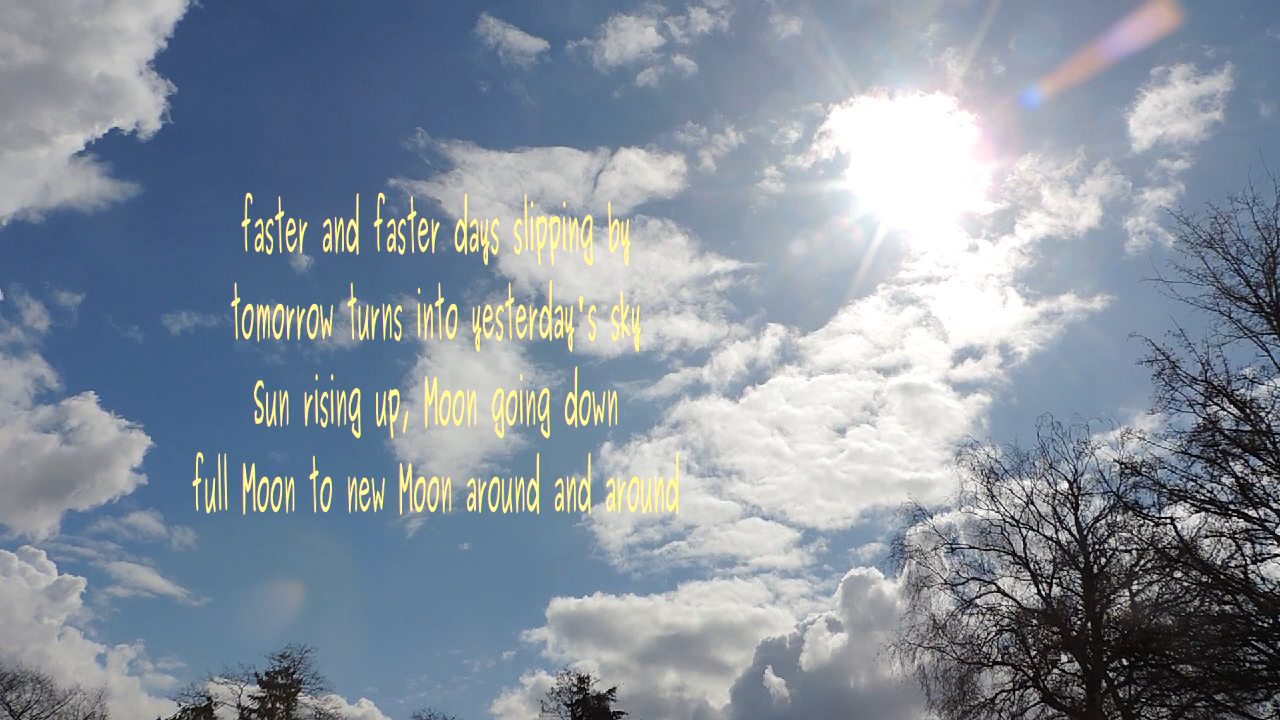 faster and faster days slipping by
tomorrow turns into yesterday's sky
Sun rising up, Moon going down
full Moon to new Moon around and around